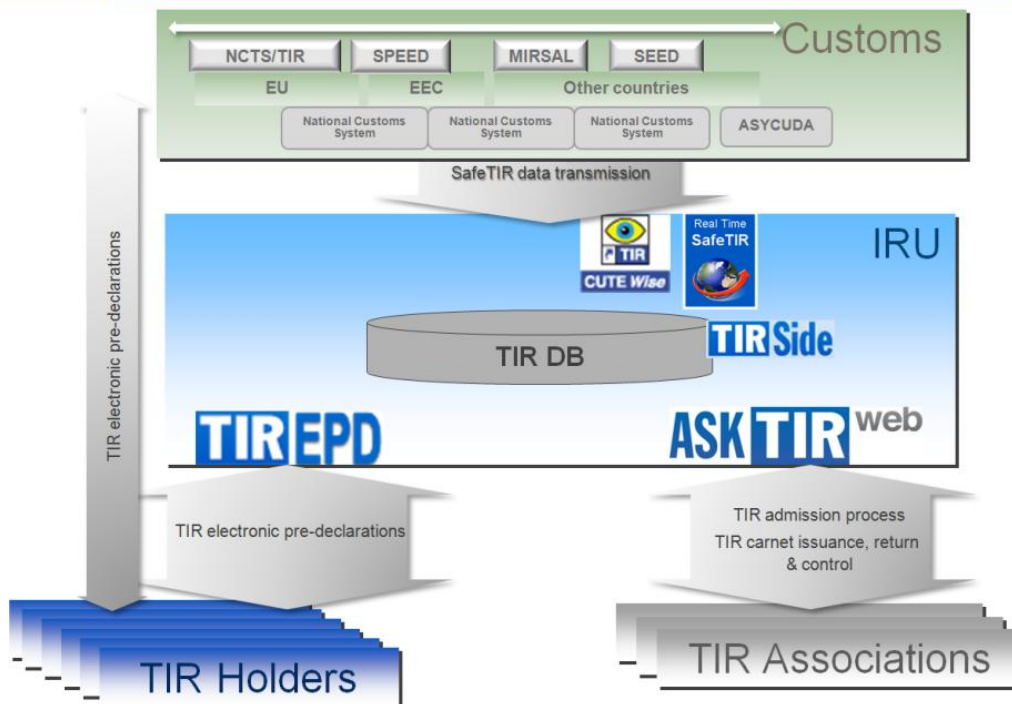 Customs
NCTS/TIR
SPEED
MIRSAL
SEED
EU
EEC
Other countries
National Customs
System
National Customs
System
National Customs
System
ASYCUDA
SafeTIR data transmission
TIR electronic pre-declarations
IRU
TIR
CUTE Wise
Real Time
SafeTIR
TIR Side
TIR DB
TIR EPD
ASK TIR web
TIR electronic pre-declarations
TIR admission process
TIR carnet issuance, return
& control
TIR Holders
TIR Associations